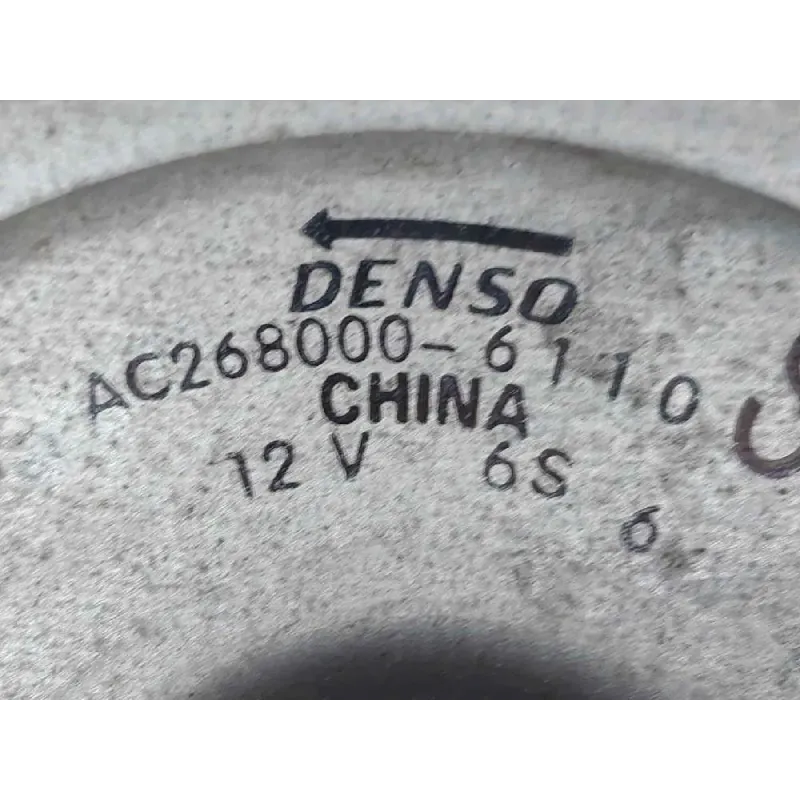 DENSO
AC268000-6110
CHINA
12 V 6S
6